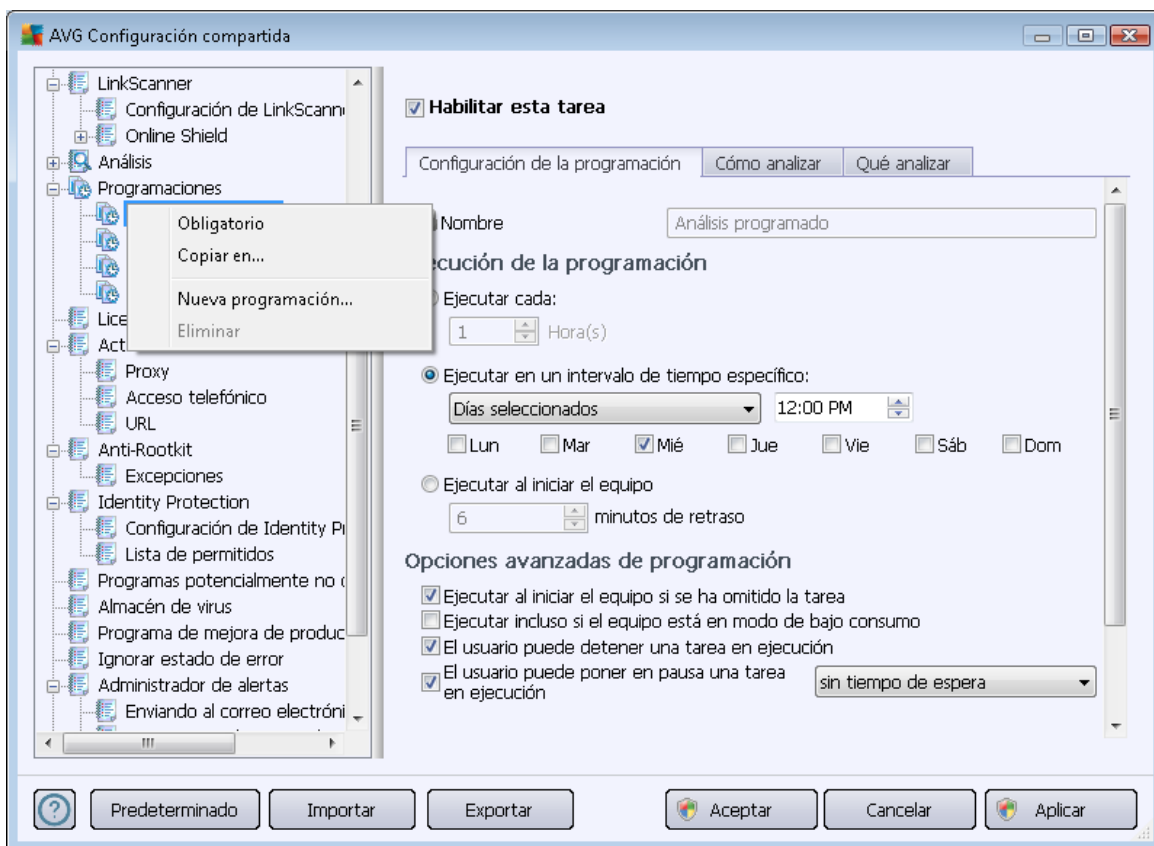 AVG Configuración compartida
LinkScanner
Configuración de LinkScann
Online Shield
Análisis
Programaciones
Obligatorio
Copiar en...
Nueva programación...
Eliminar
Lice
Act
Proxy
Acceso telefónico
URL
Anti-Rootkit
Excepciones
Identity Protection
Configuración de Identity P
Lista de permitidos
Programas potencialmente no
Almacén de virus
Programa de mejora de produc
Ignorar estado de error
Administrador de alertas
Enviando al correo electróni
Habilitar esta tarea
Configuración de la programación Cómo analizar Qué analizar
Nombre Análisis programado
ecución de la programación
Ejecutar cada:
1 Hora(s)
Ejecutar en un intervalo de tiempo específico:
Días seleccionados 12:00 PM
Lun Mar Mié Jue Vie Sáb Dom
Ejecutar al iniciar el equipo
6 minutos de retraso
Opciones avanzadas de programación
Ejecutar al iniciar el equipo si se ha omitido la tarea
Ejecutar incluso si el equipo está en modo de bajo consumo
El usuario puede detener una tarea en ejecución
El usuario puede poner en pausa una tarea
en ejecución
sin tiempo de espera
Predeterminado Importar Exportar Aceptar Cancelar Aplicar